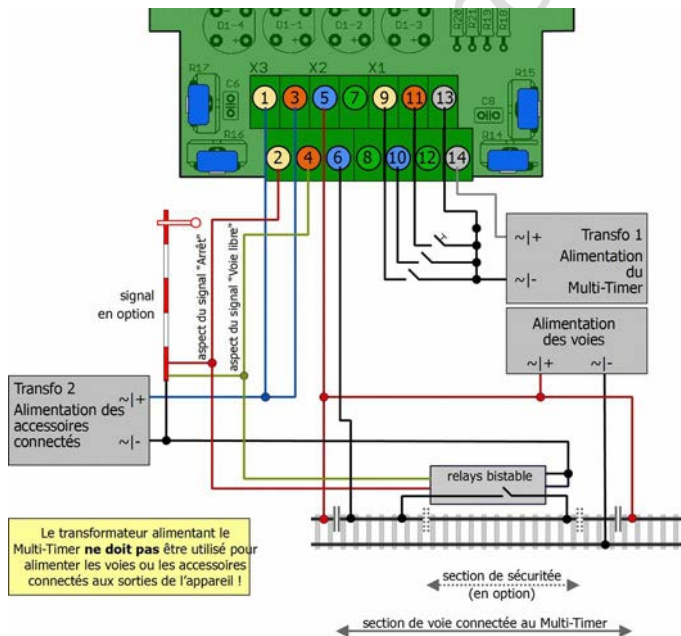 D1-4
D1-1
D1-2
D1-3
R20
R21
R19
R18
R17
C6
X3
X2
X1
C8
R15
1
3
5
7
9
11
13
R16
R14
2
4
6
8
10
12
14
signal
en option
aspect du signal "Arrêt"
aspect du signal "Voie libre"
~|+
Transfo 1
Alimentation
du
Multi-Timer
~|-
Alimentation
des voies
~|+
~|-
Transfo 2
Alimentation des
accessoires
connectés
~|+
~|-
relays bistable
Le transformateur alimentant le
Multi-Timer ne doit pas être utilisé pour
alimenter les voies ou les accessoires
connectés aux sorties de l'appareil !
section de sécuritée
(en option)
section de voie connectée au Multi-Timer